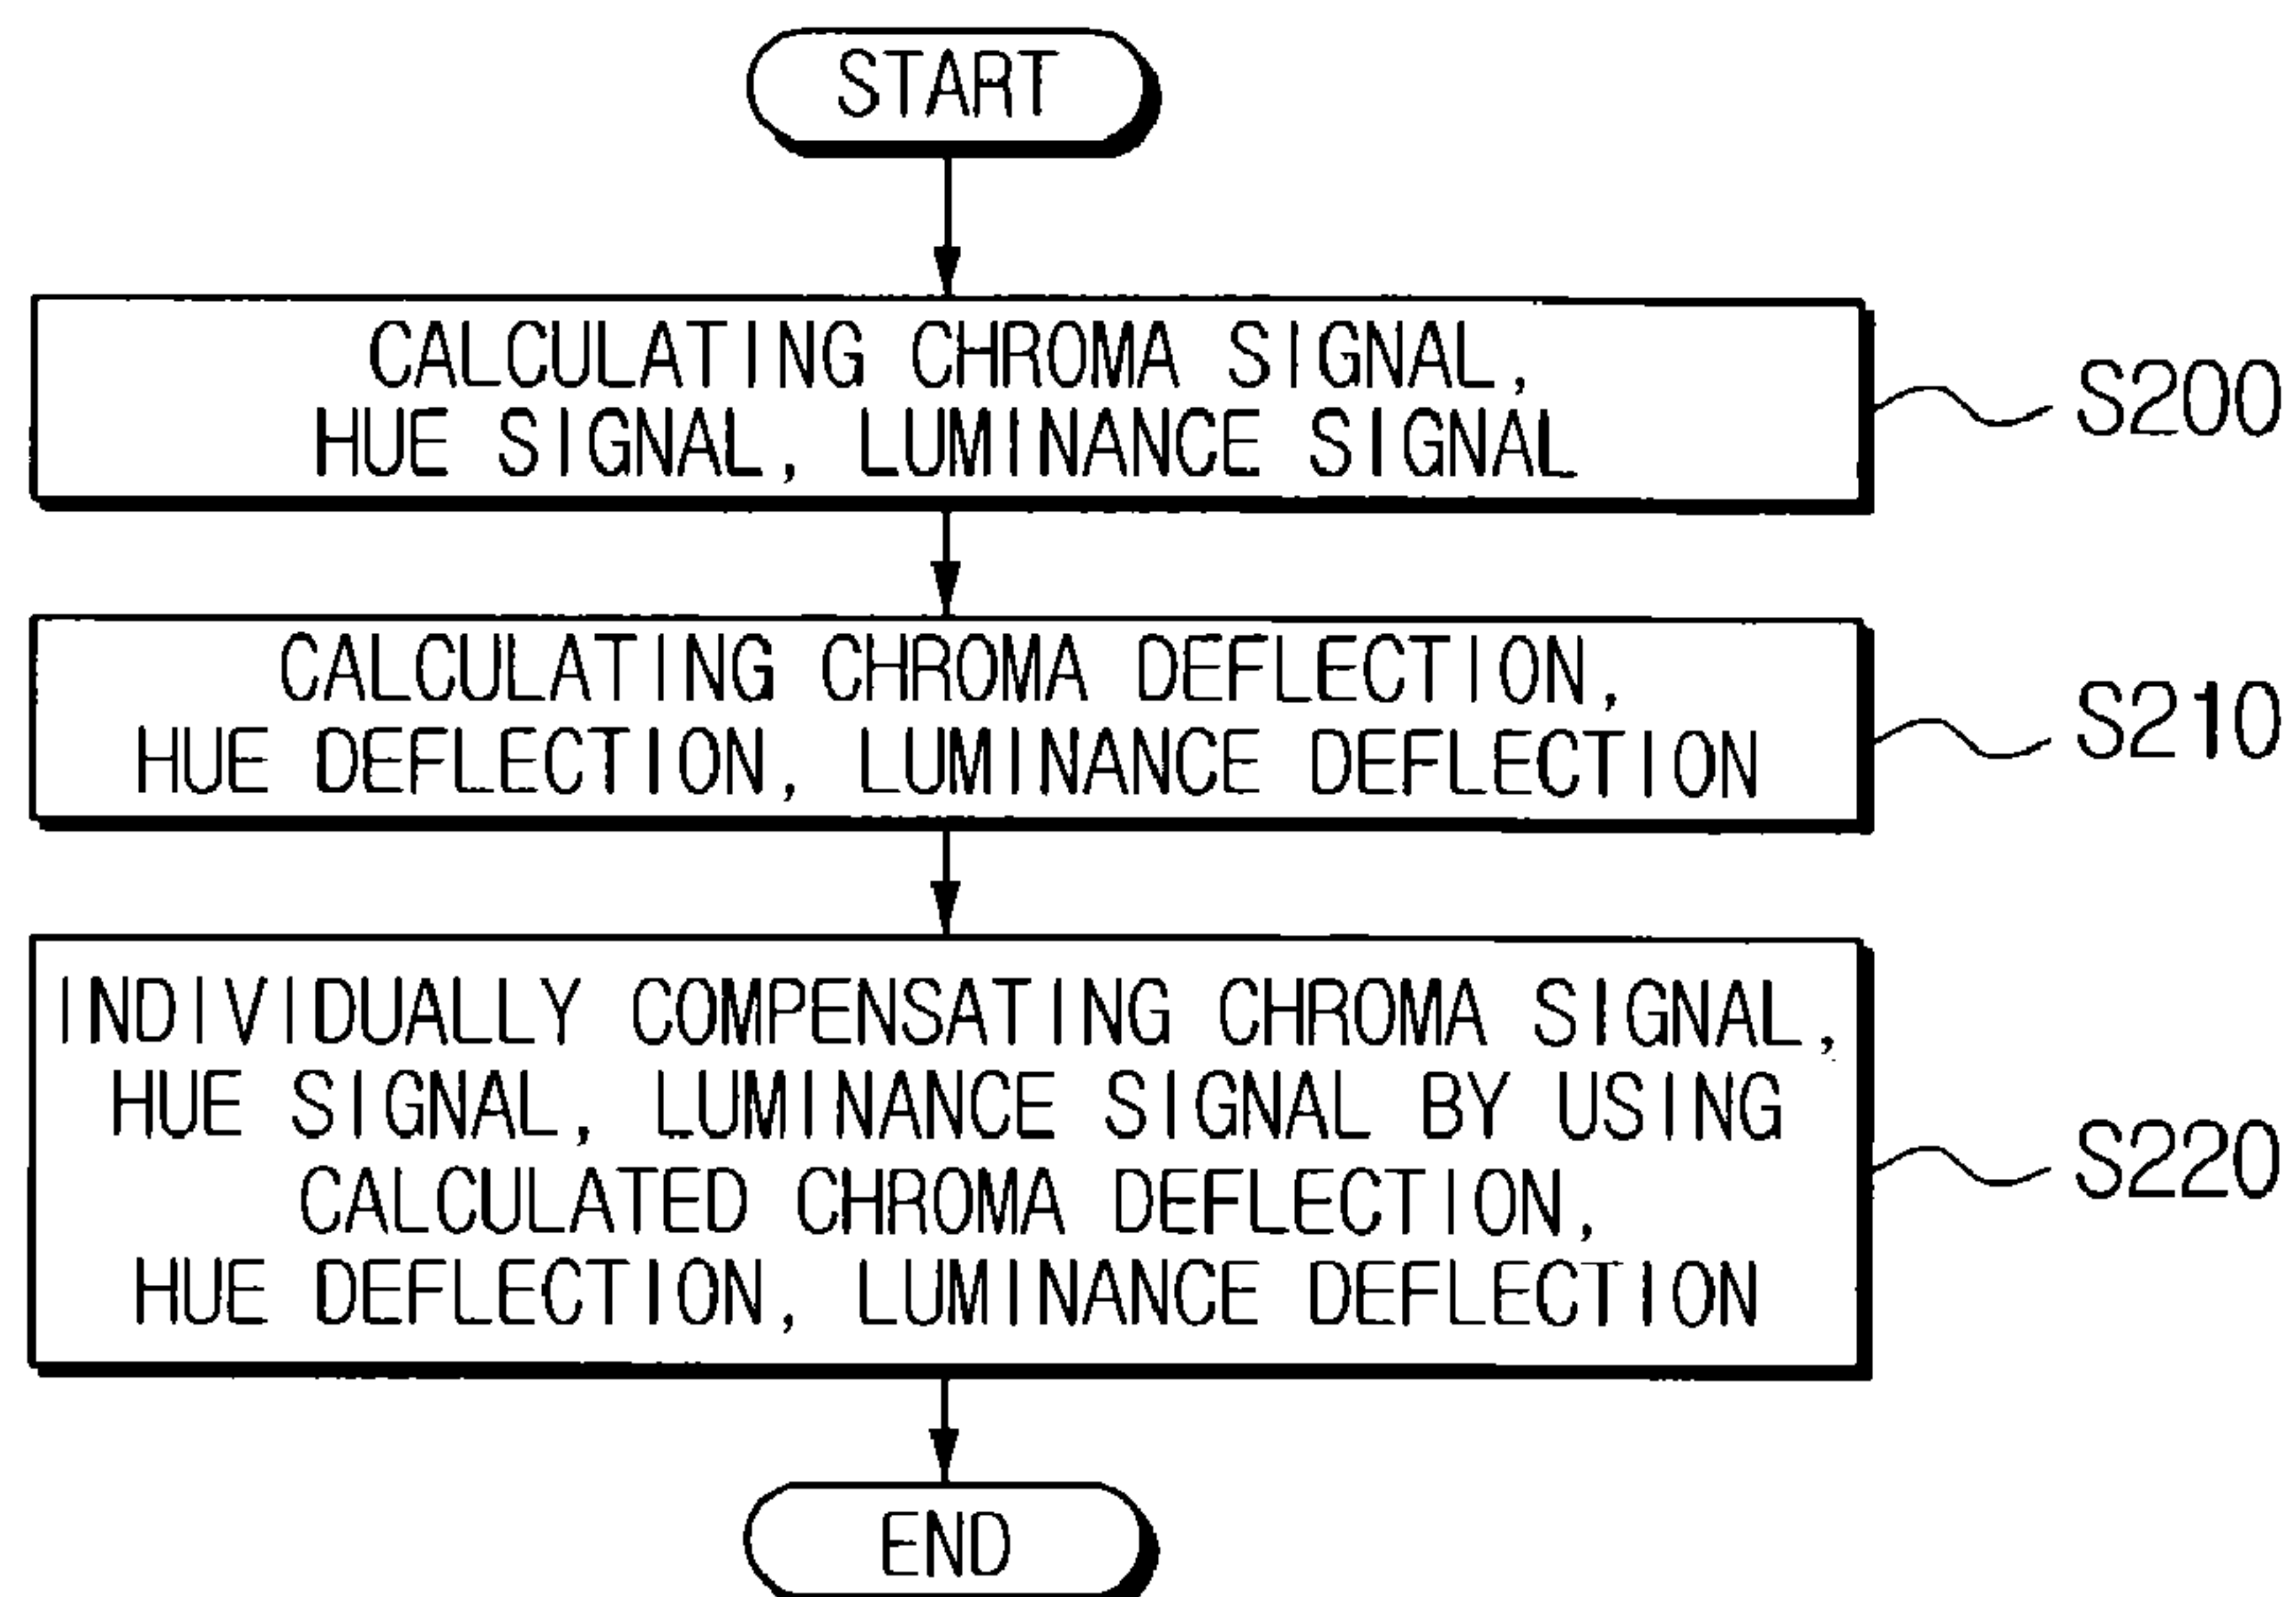 START
CALCULATING CHROMA SIGNAL,
HUE SIGNAL, LUMINANCE SIGNAL
S200
CALCULATING CHROMA DEFLECTION,
HUE DEFLECTION, LUMINANCE DEFLECTION
S210
INDIVIDUALLY COMPENSATING CHROMA SIGNAL,
HUE SIGNAL, LUMINANCE SIGNAL BY USING
CALCULATED CHROMA DEFLECTION,
HUE DEFLECTION, LUMINANCE DEFLECTION
S220
END